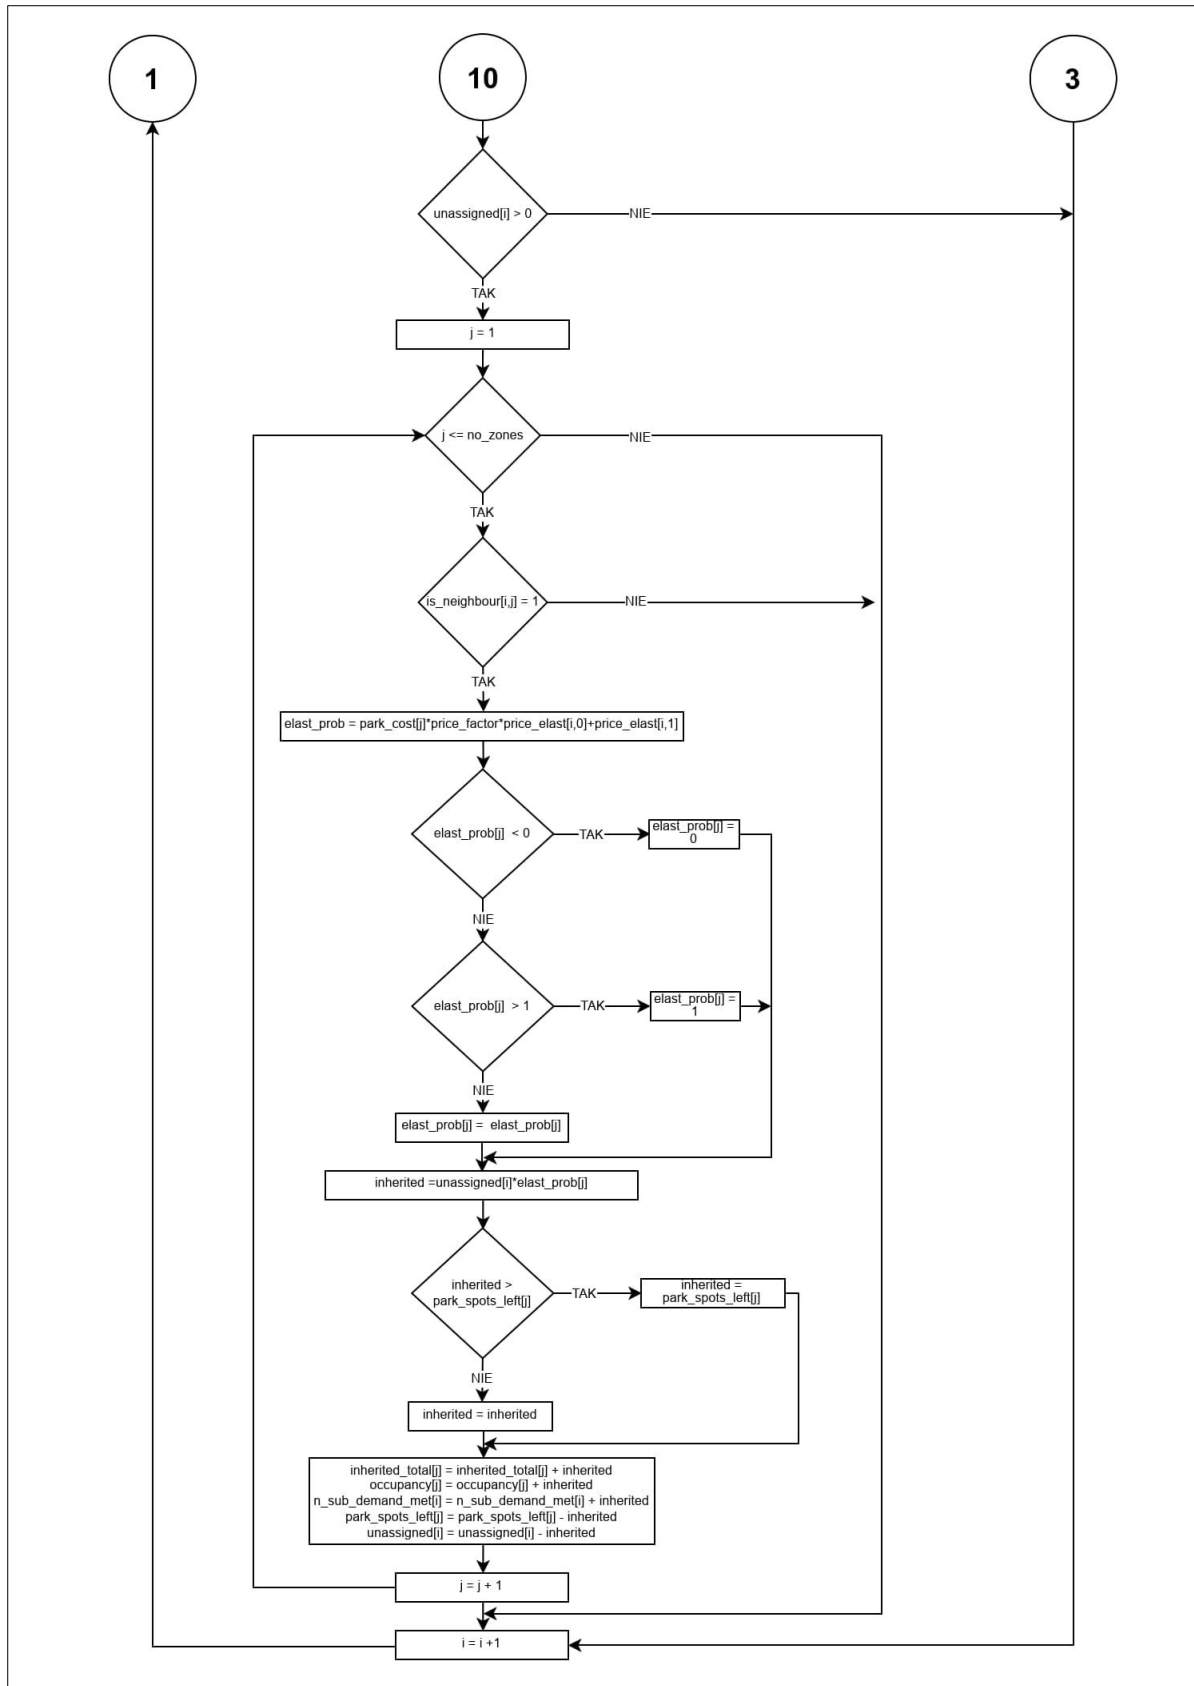 1
10
3
unassigned[i] > 0
NIE
TAK
j = 1
j <= no_zones
NIE
TAK
is_neighbour[i,j] = 1
NIE
TAK
elast_prob = park_cost[j]*price_factor*price_elast[i,0]+price_elast[i,1]
elast_prob[j] < 0
TAK
elast_prob[j] =
0
NIE
elast_prob[j] > 1
TAK
elast_prob[j] =
1
NIE
elast_prob[j] = elast_prob[j]
inherited =unassigned[i]*elast_prob[j]
inherited >
park_spots_left[j]
TAK
inherited =
park_spots_left[j]
NIE
inherited = inherited
inherited_total[j] = inherited_total[j] + inherited
occupancy[j] = occupancy[j] + inherited
n_sub_demand_met[i] = n_sub_demand_met[i] + inherited
park_spots_left[j] = park_spots_left[j] - inherited
unassigned[i] = unassigned[i] - inherited
j = j + 1
i = i +1